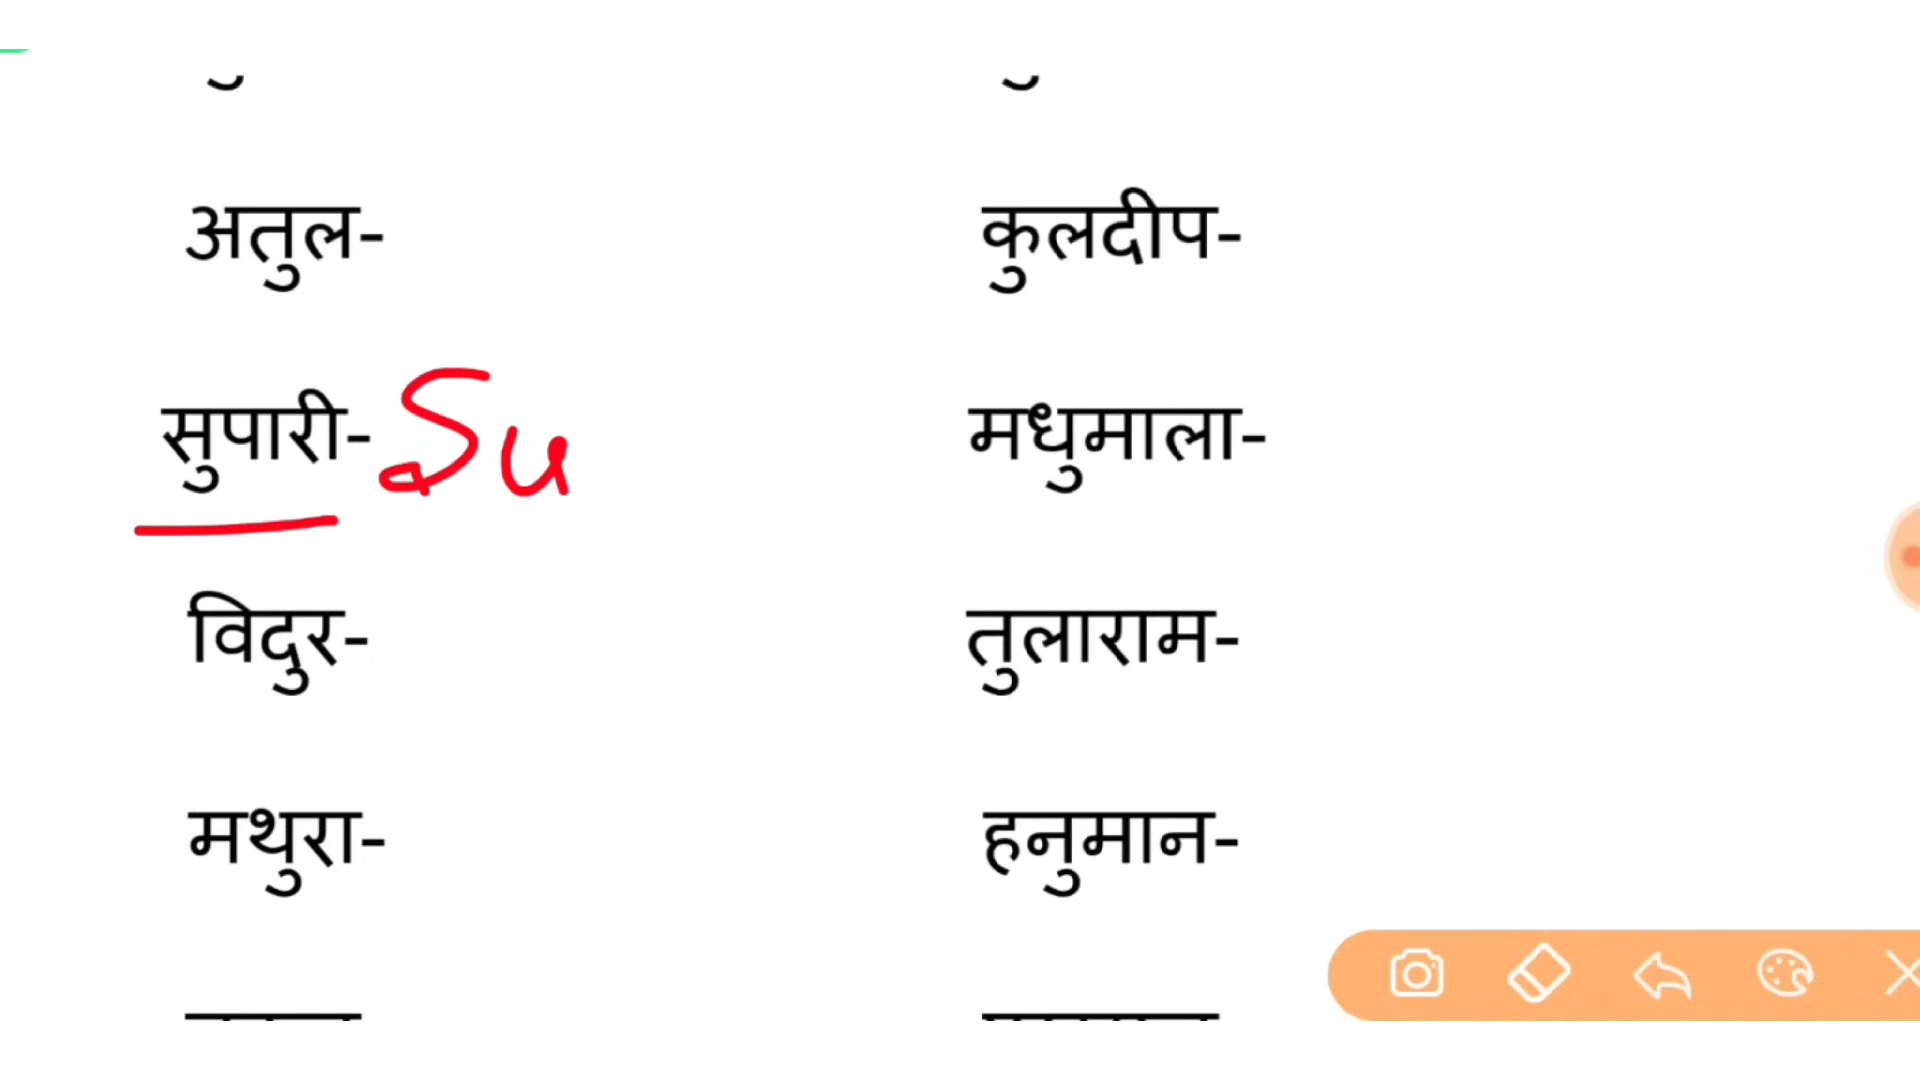 अतुल- कुलदीप-
सुपारी- Su मधुमाला-
विदुर- तुलाराम-
मथुरा- हनुमान-